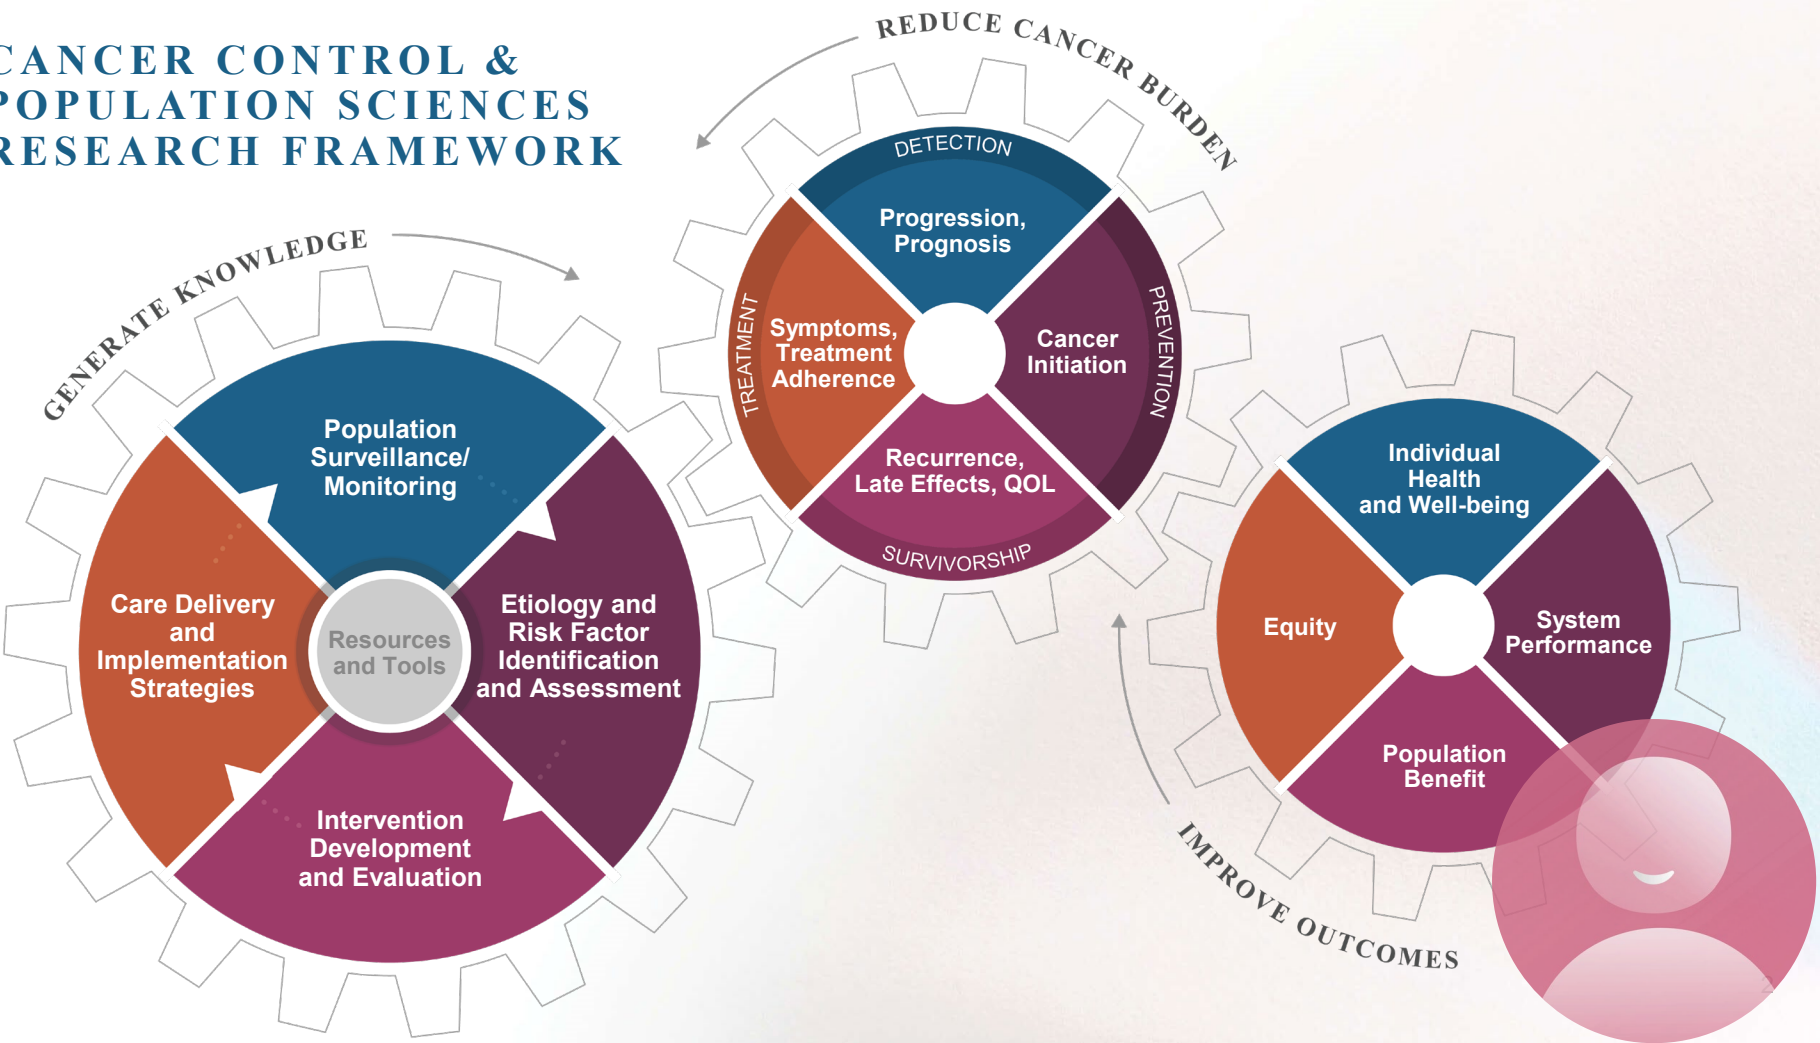 CANCER CONTROL &
POPULATION SCIENCES
RESEARCH FRAMEWORK
GENERATE KNOWLEDGE
Population
Surveillance/
Monitoring
Care Delivery
and
Implementation
Strategies
Resources
and Tools
Etiology and
Risk Factor
Identification
and Assessment
Intervention
Development
and Evaluation
REDUCE CANCER BURDEN
DETECTION
Progression,
Prognosis
TREATMENT
Symptoms,
Treatment
Adherence
Cancer
Initiation
PREVENTION
Recurrence,
Late Effects, QOL
SURVIVORSHIP
IMPROVE OUTCOMES
Individual
Health
and Well-being
Equity
System
Performance
Population
Benefit
2